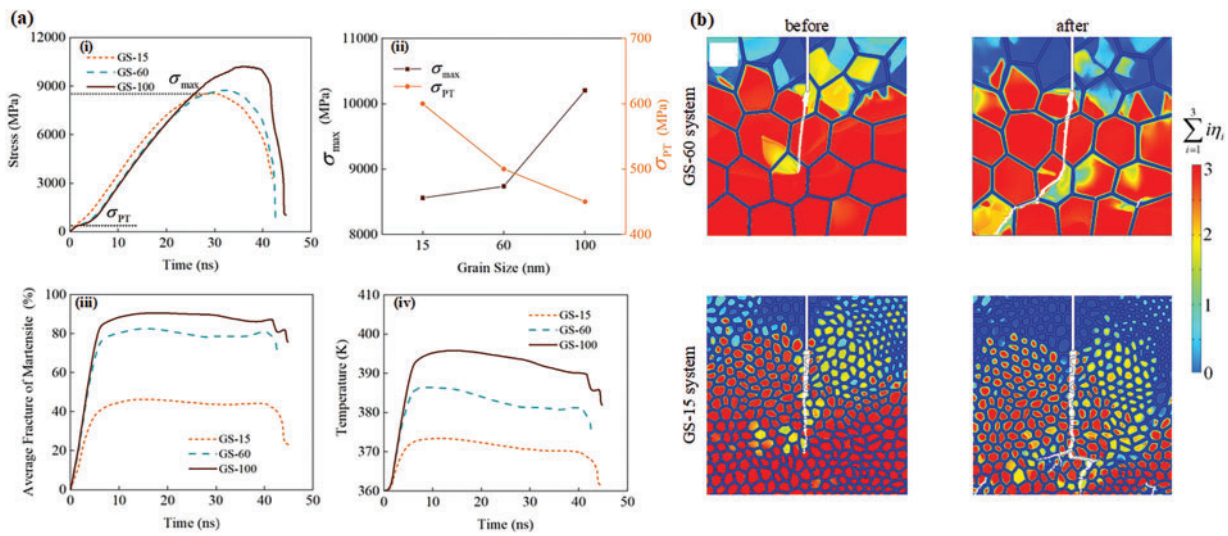 (a)
(i)
12000
9000
6000
3000
0
Stress (MPa)
GS-15
GS-60
GS-100
σmax
σPT
0 10 20 30 40 50
Time (ns)
(ii)
11000
10000
9000
8000
σmax (MPa)
σmax
σPT
700
600
500
400
σPT (MPa)
15 60 100
Grain Size (nm)
(iii)
100
80
60
40
20
0
Average Fracture of Martensite (%)
GS-15
GS-60
GS-100
0 10 20 30 40 50
Time (ns)
(iv)
410
400
390
380
370
360
Temperature (K)
GS-15
GS-60
GS-100
0 10 20 30 40 50
Time (ns)
(b)
before after
GS-60 system
GS-15 system
3
∑ iηi
i=1
3
2
1
0